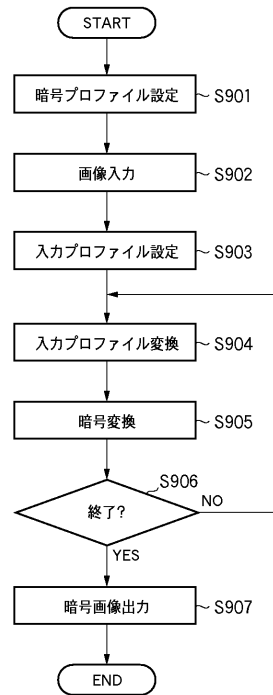 START
暗号プロファイル設定 S901
画像入力 S902
入力プロファイル設定 S903
入力プロファイル変換 S904
暗号変換 S905
S906
終了? NO
YES
暗号画像出力 S907
END